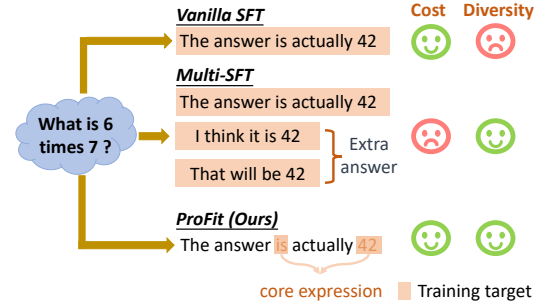 Cost Diversity
Vanilla SFT
The answer is actually 42
Multi-SFT
The answer is actually 42
What is 6
times 7 ?
I think it is 42
That will be 42
Extra
answer
ProFit (Ours)
The answer is actually 42
core expression
Training target